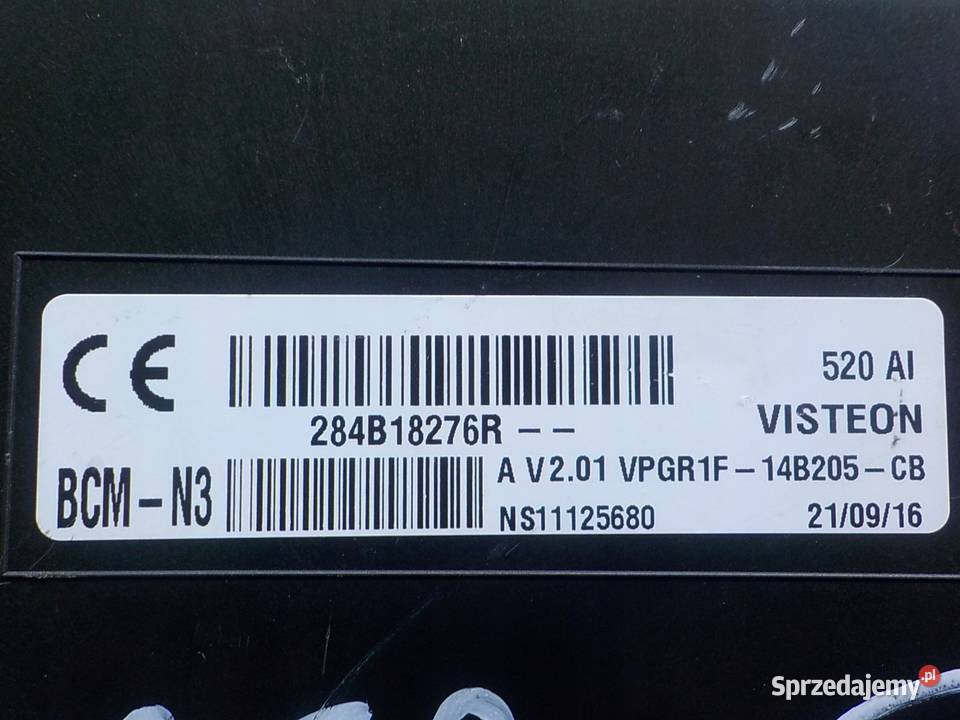 CE
520 AI
284B18276R --
VISTEON
BCM-N3
A V2.01 VPGR1F-14B205-CB
NS11125680
21/09/16
Sprzedajemy.pl